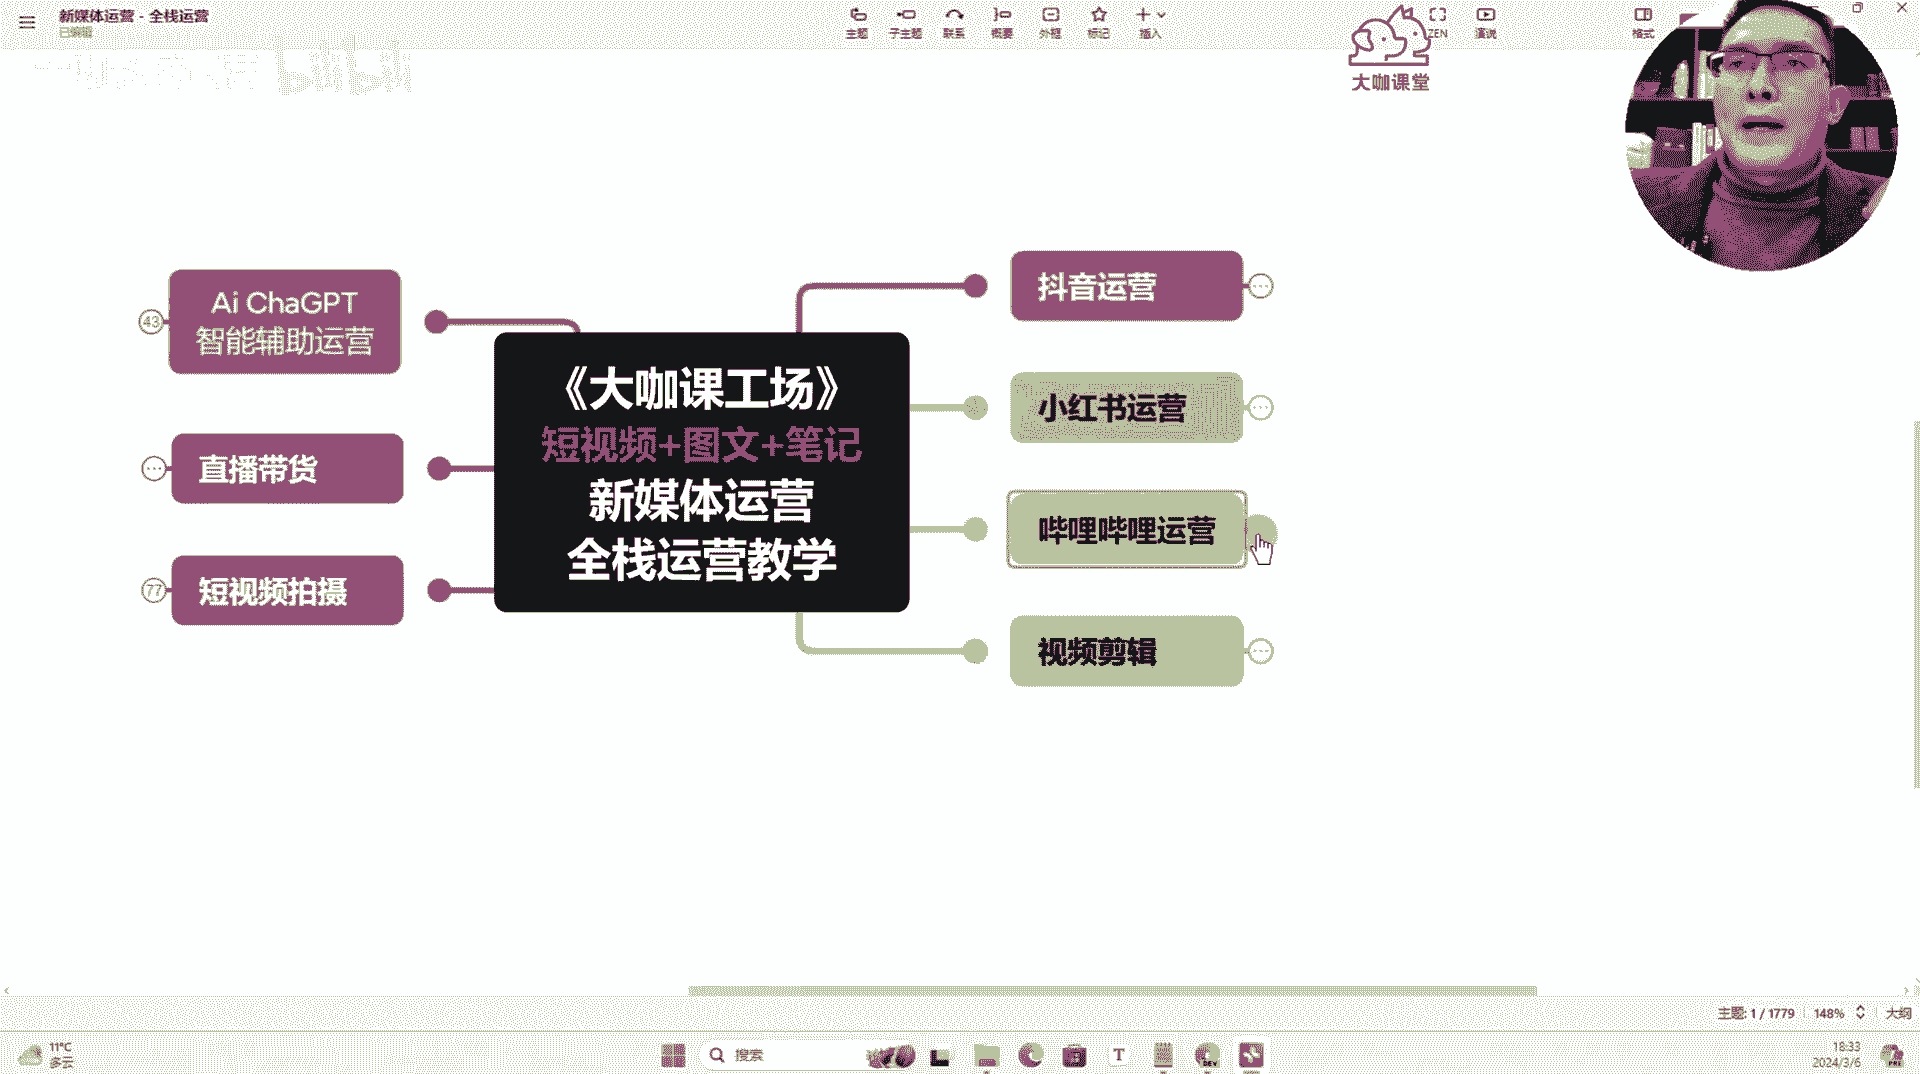 新媒体运营 - 全栈运营
已编辑
主题
子主题
联系
概要
外框
标记
插入
ZEN
演说
格式
大咖课堂
bilibili
Ai ChaGPT
智能辅助运营
43
直播带货
短视频拍摄
77
《大咖课工场》
短视频+图文+笔记
新媒体运营
全栈运营教学
抖音运营
小红书运营
哔哩哔哩运营
视频剪辑
主题: 1 / 1779
148%
大纲
11°C
多云
搜索
T
DEV
18:33
2024/3/6
PRE